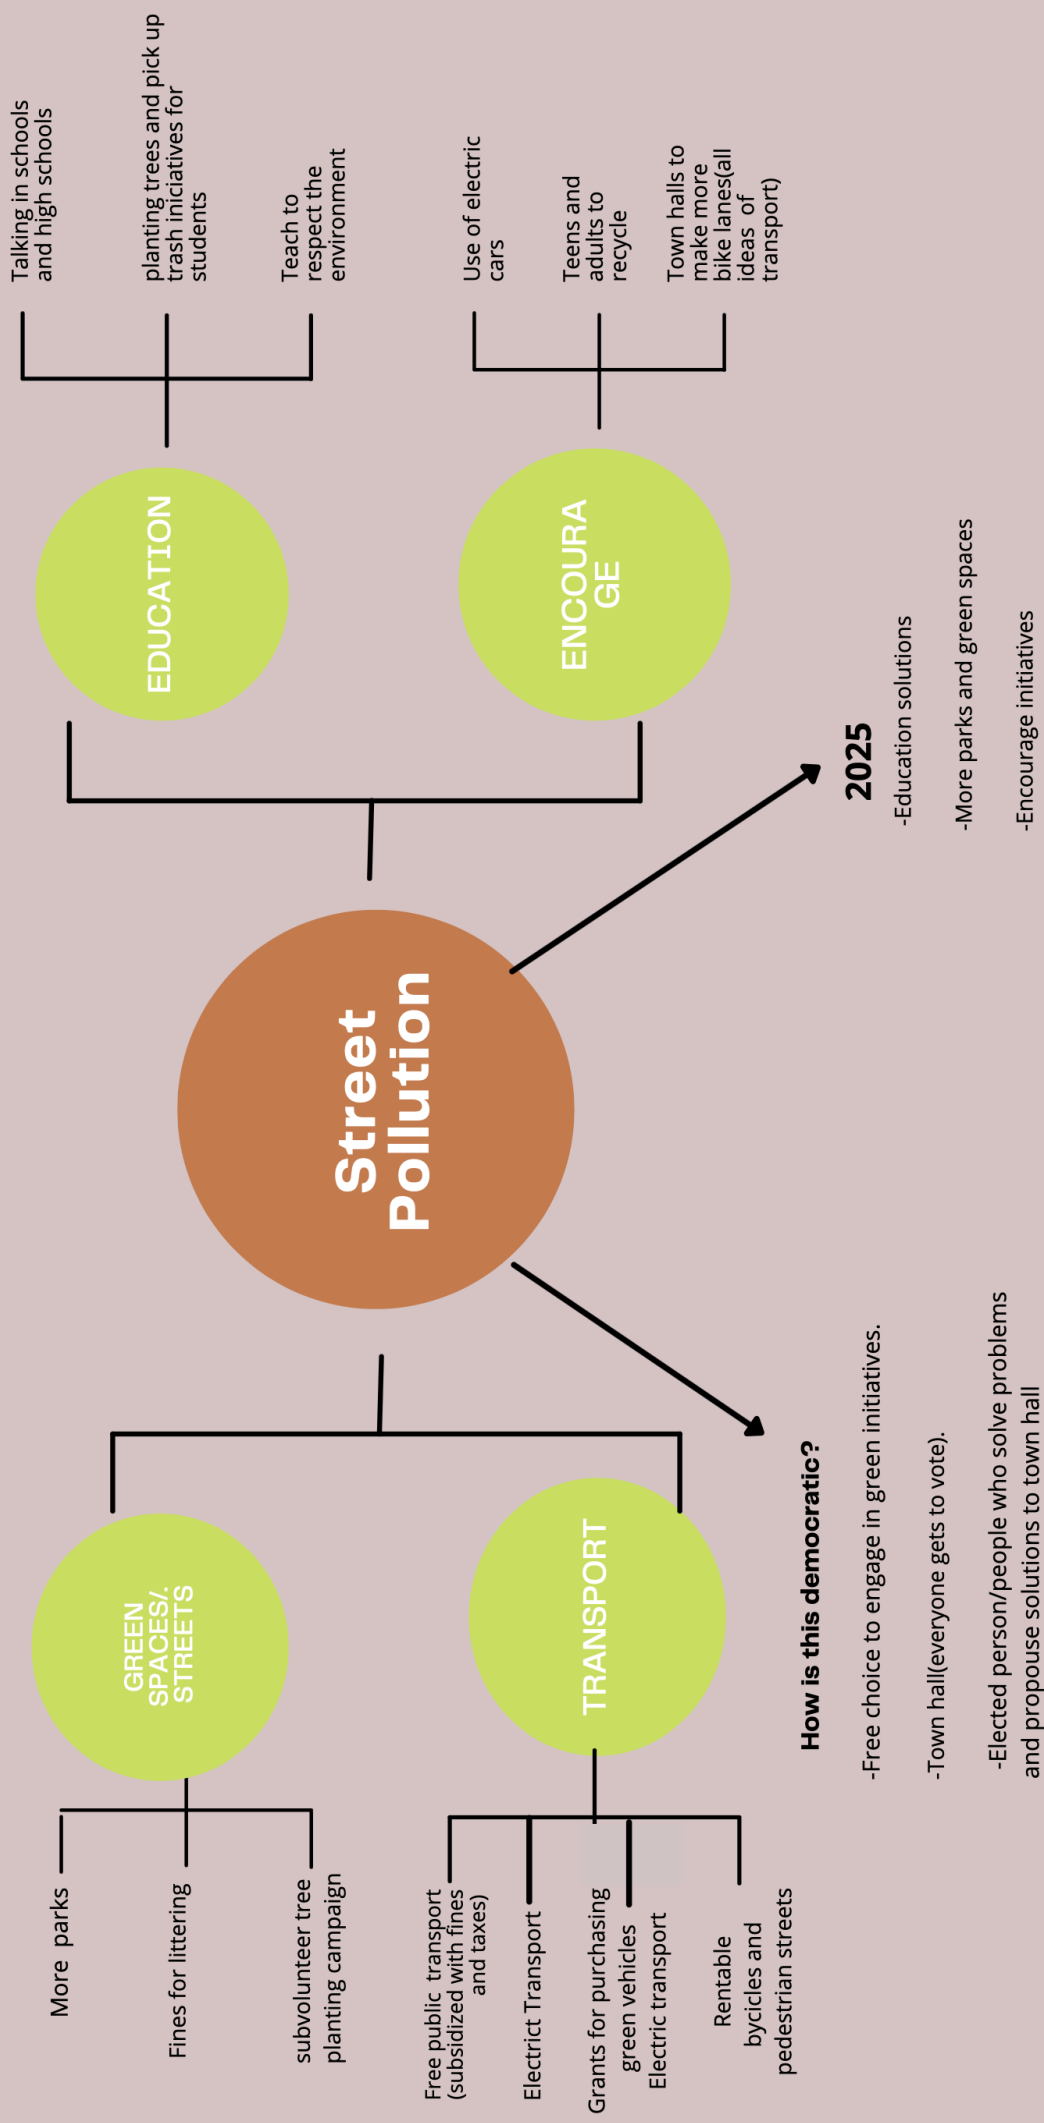 Street
Pollution
GREEN
SPACES/.
STREETS
More parks
Fines for littering
subvolunteer tree
planting campaign
TRANSPORT
Free public transport
(subsidized with fines
and taxes)
Electrict Transport
Grants for purchasing
green vehicles
Electric transport
Rentable
bycicles and
pedestrian streets
EDUCATION
Talking in schools
and high schools
planting trees and pick up
trash iniciatives for
students
Teach to
respect the
environment
ENCOURA
GE
Use of electric
cars
Teens and
adults to
recycle
Town halls to
make more
bike lanes(all
ideas of
transport)
How is this democratic?
-Free choice to engage in green initiatives.
-Town hall(everyone gets to vote).
-Elected person/people who solve problems
and propouse solutions to town hall
2025
-Education solutions
-More parks and green spaces
-Encourage initiatives